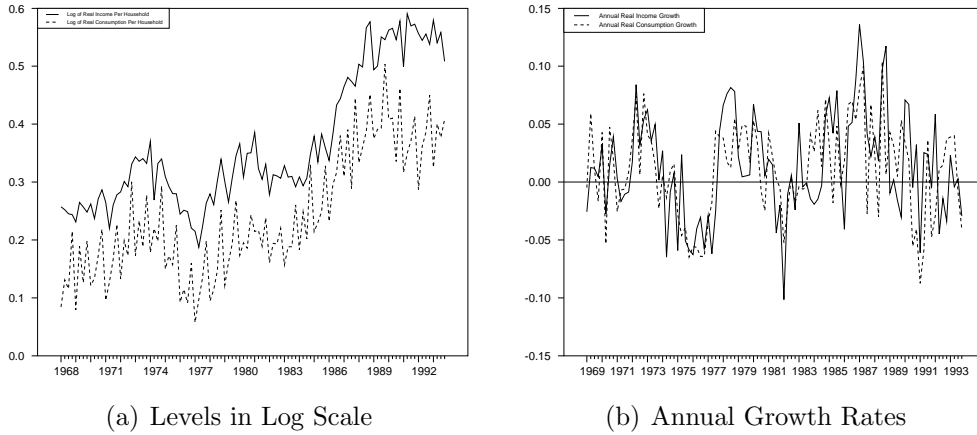 Log of Real Income Per Household
Log of Real Consumption Per Household
0.6
0.5
0.4
0.3
0.2
0.1
0.0
1968 1971 1974 1977 1980 1983 1986 1989 1992
(a) Levels in Log Scale
Annual Real Income Growth
Annual Real Consumption Growth
0.15
0.10
0.05
0.00
-0.05
-0.10
-0.15
1969 1971 1973 1975 1977 1979 1981 1983 1985 1987 1989 1991 1993
(b) Annual Growth Rates